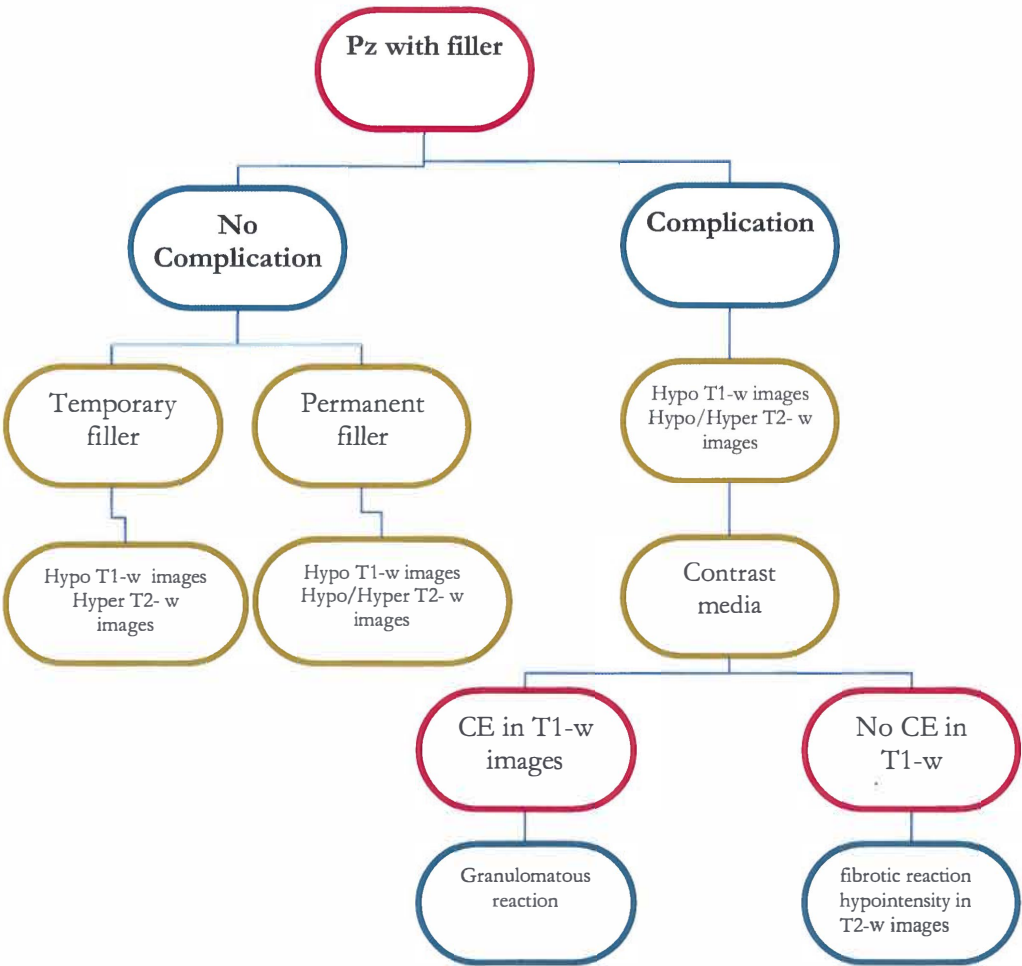 Pz with filler
No
Complication
Complication
Temporary
filler
Permanent
filler
Hypo T1-w images
Hypo/Hyper T2- w
images
Hypo T1-w images
Hyper T2- w
images
Hypo T1-w images
Hypo/Hyper T2- w
images
Contrast
media
CE in T1-w
images
No CE in
T1-w
Granulomatous
reaction
fibrotic reaction
hypointensity in
T2-w images